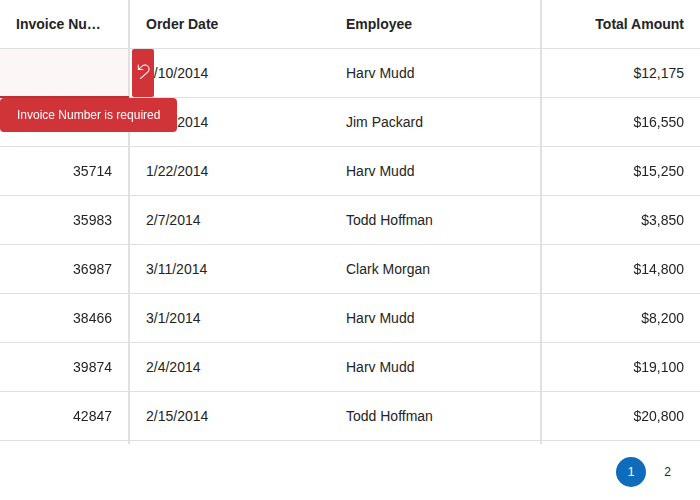 Invoice Nu… Order Date Employee Total Amount
/10/2014 Harv Mudd $12,175
Invoice Number is required 2014 Jim Packard $16,550
35714 1/22/2014 Harv Mudd $15,250
35983 2/7/2014 Todd Hoffman $3,850
36987 3/11/2014 Clark Morgan $14,800
38466 3/1/2014 Harv Mudd $8,200
39874 2/4/2014 Harv Mudd $19,100
42847 2/15/2014 Todd Hoffman $20,800
1 2